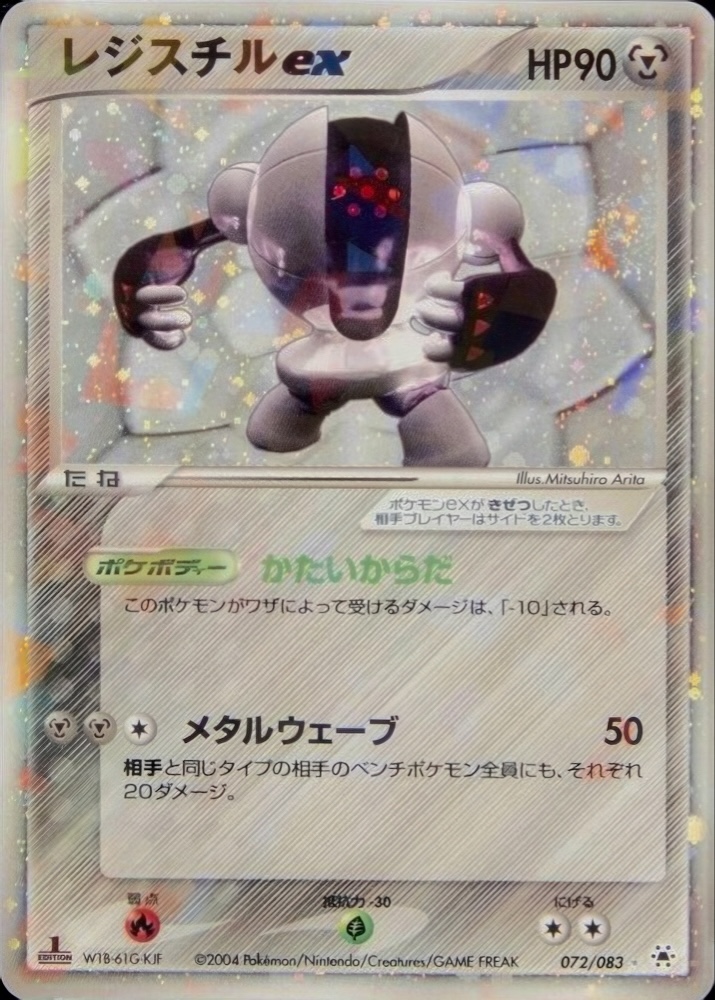 レジスチルex HP90
たね Illus.Mitsuhiro Arita
ポケモンexが きぜつしたとき、
相手プレイヤーはサイドを2枚とります。
ポケボディー かたいからだ
このポケモンがワザによって受けるダメージは、「-10」される。
メタルウェーブ 50
相手と同じタイプの相手のベンチポケモン全員にも、それぞれ
20ダメージ。
弱点 抵抗力 -30 にげる
1
EDITION W1B-61G-KJF ©2004 Pokémon/Nintendo/Creatures/GAME FREAK 072/083